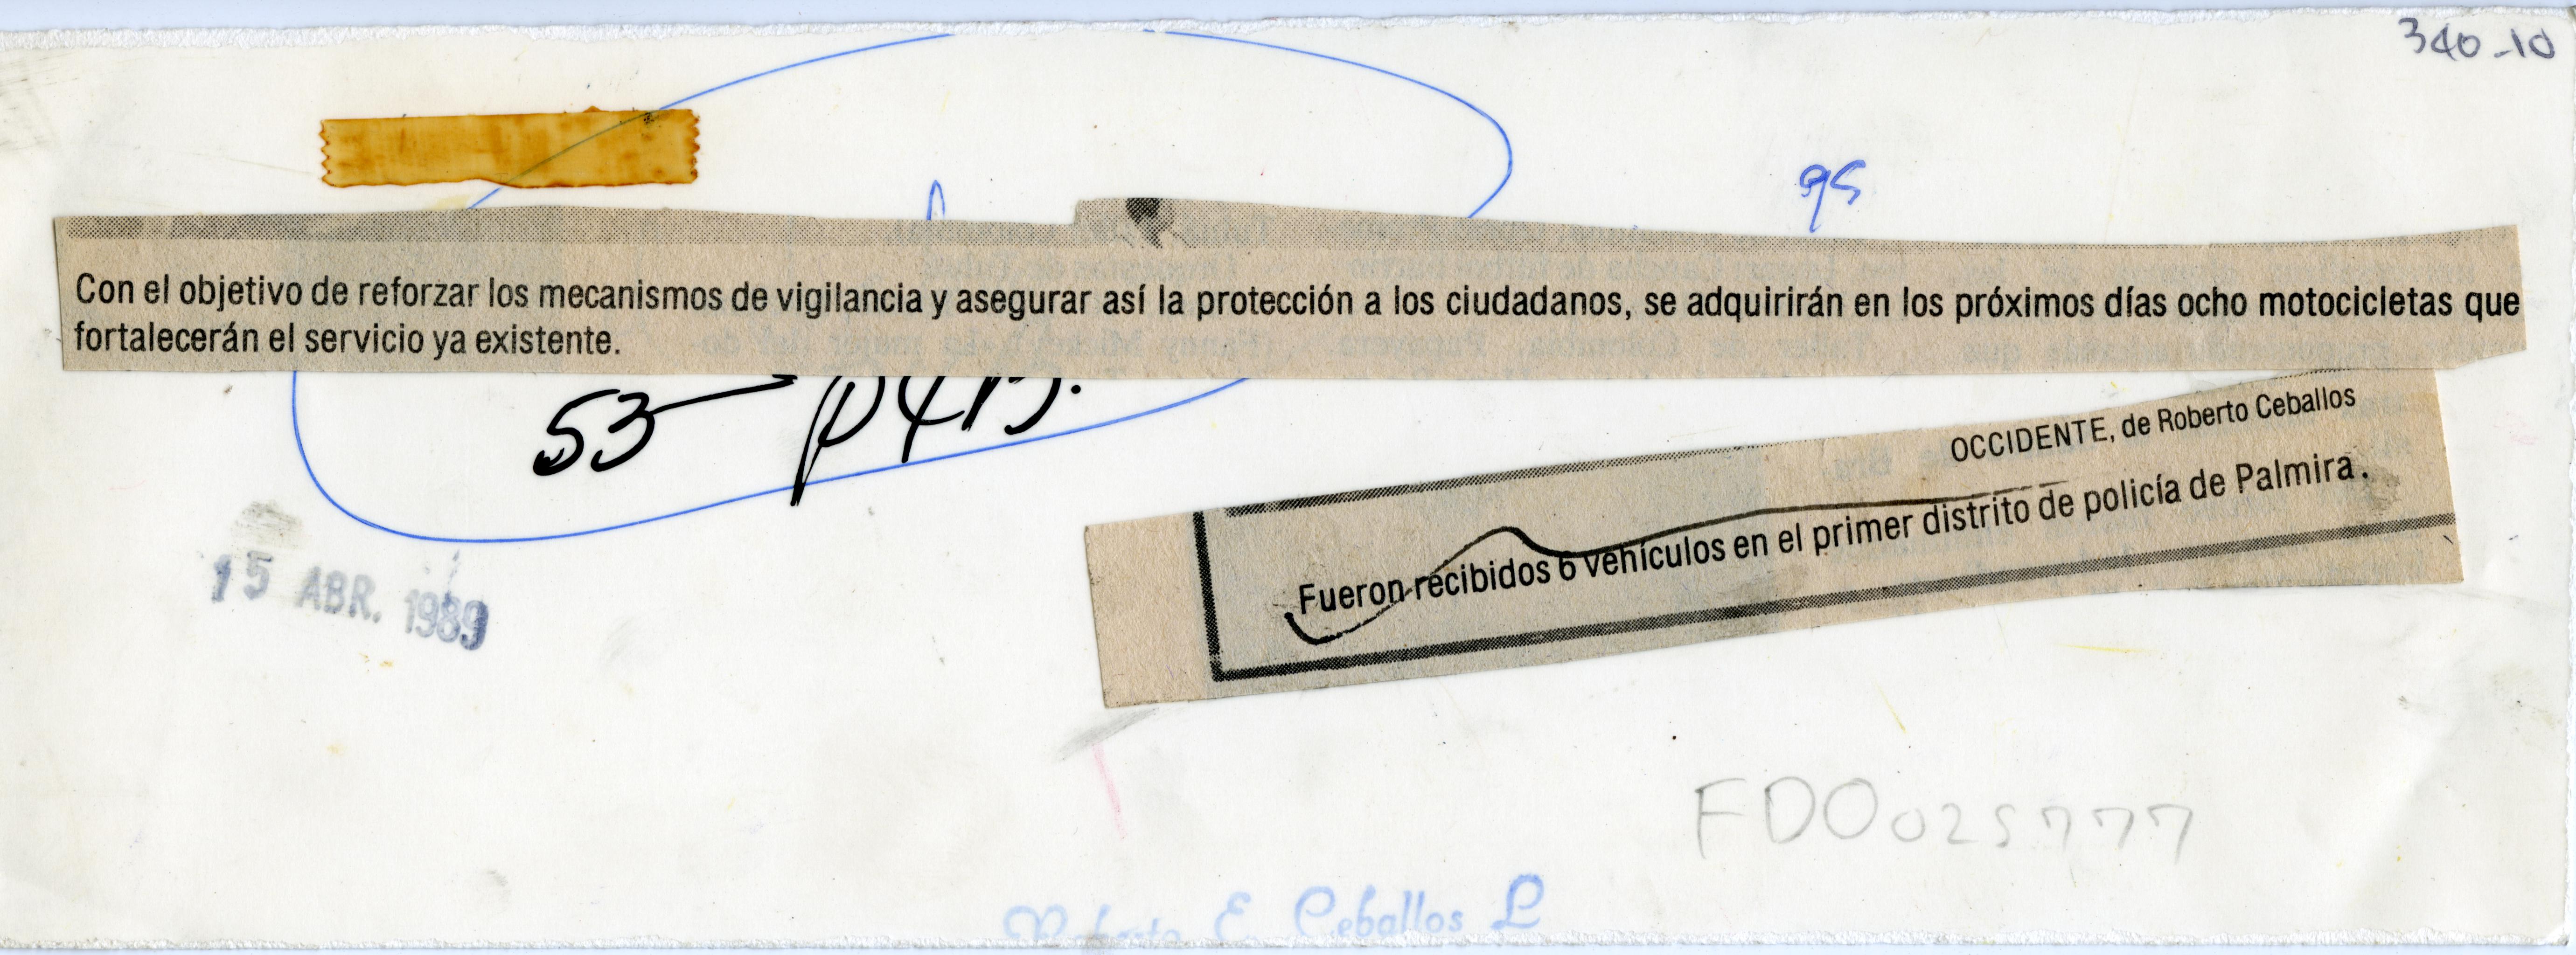 340-10
95
Con el objetivo de reforzar los mecanismos de vigilancia y asegurar así la protección a los ciudadanos, se adquirirán en los próximos días ocho motocicletas que
fortalecerán el servicio ya existente.
53
OCCIDENTE, de Roberto Ceballos
Fueron recibidos 6 vehículos en el primer distrito de policía de Palmira.
15 ABR. 1989
FDO025777
E. Ceballos L